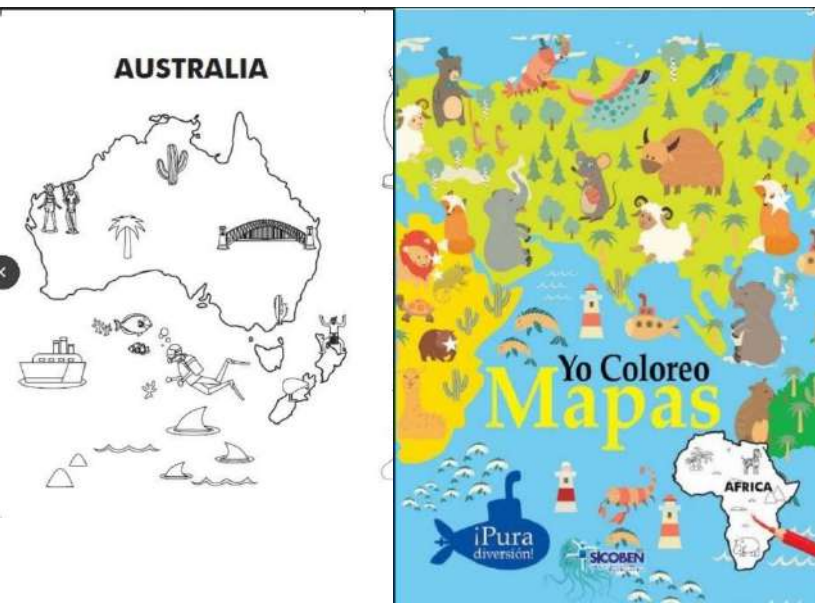 AUSTRALIA
Yo Coloreo
Mapas
AFRICA
¡Pura
diversión!
SICOBEN